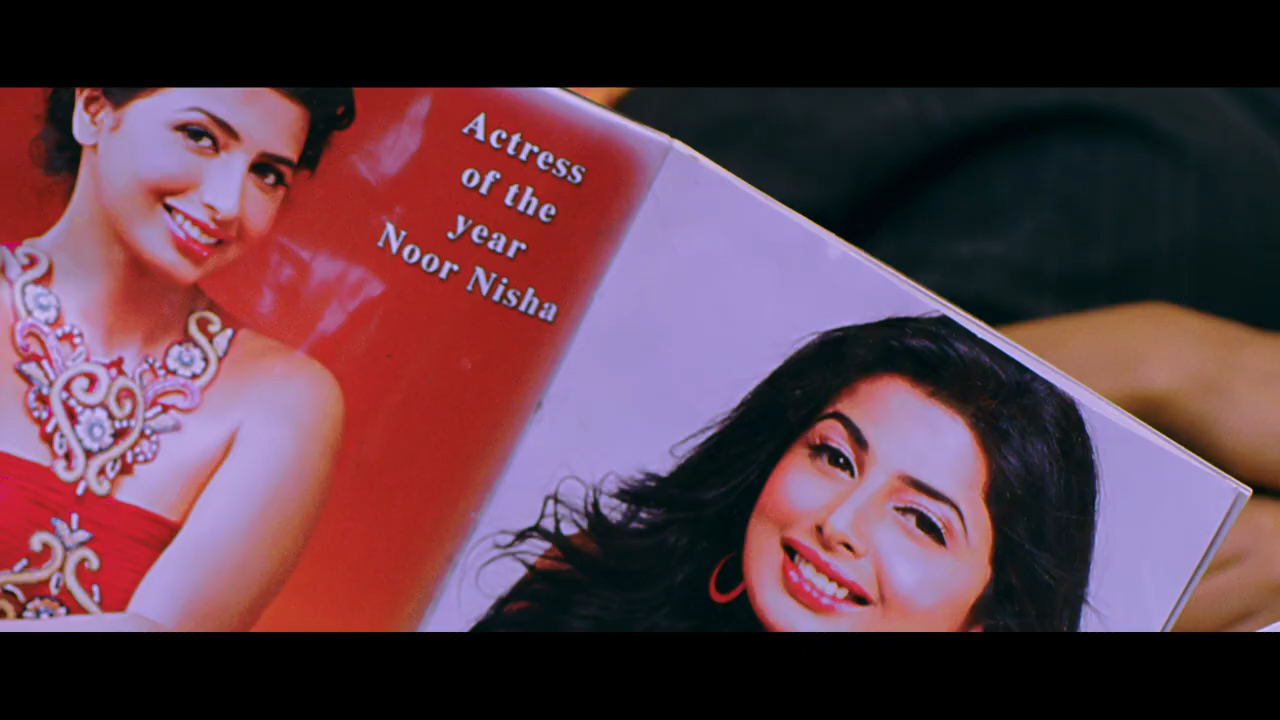 Actress
of the
year
Noor Nisha